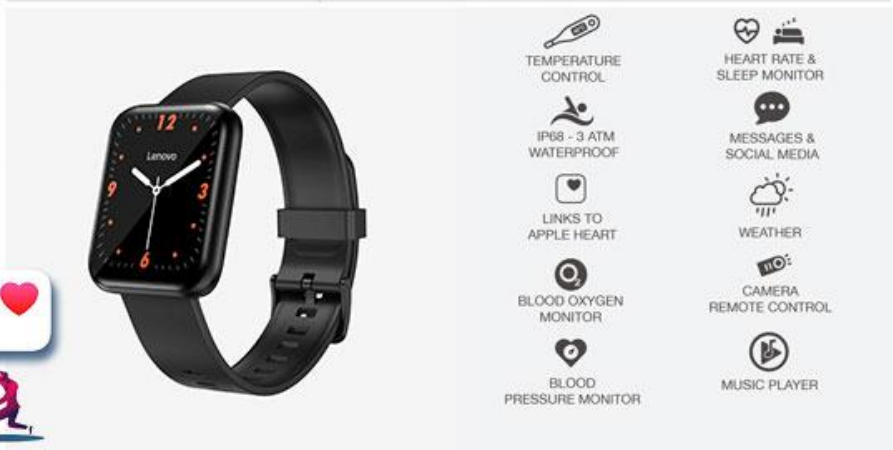 12
Lenovo
9
3
6
TEMPERATURE
CONTROL
HEART RATE &
SLEEP MONITOR
IP68 - 3 ATM
WATERPROOF
MESSAGES &
SOCIAL MEDIA
LINKS TO
APPLE HEART
WEATHER
O2
BLOOD OXYGEN
MONITOR
CAMERA
REMOTE CONTROL
BLOOD
PRESSURE MONITOR
MUSIC PLAYER